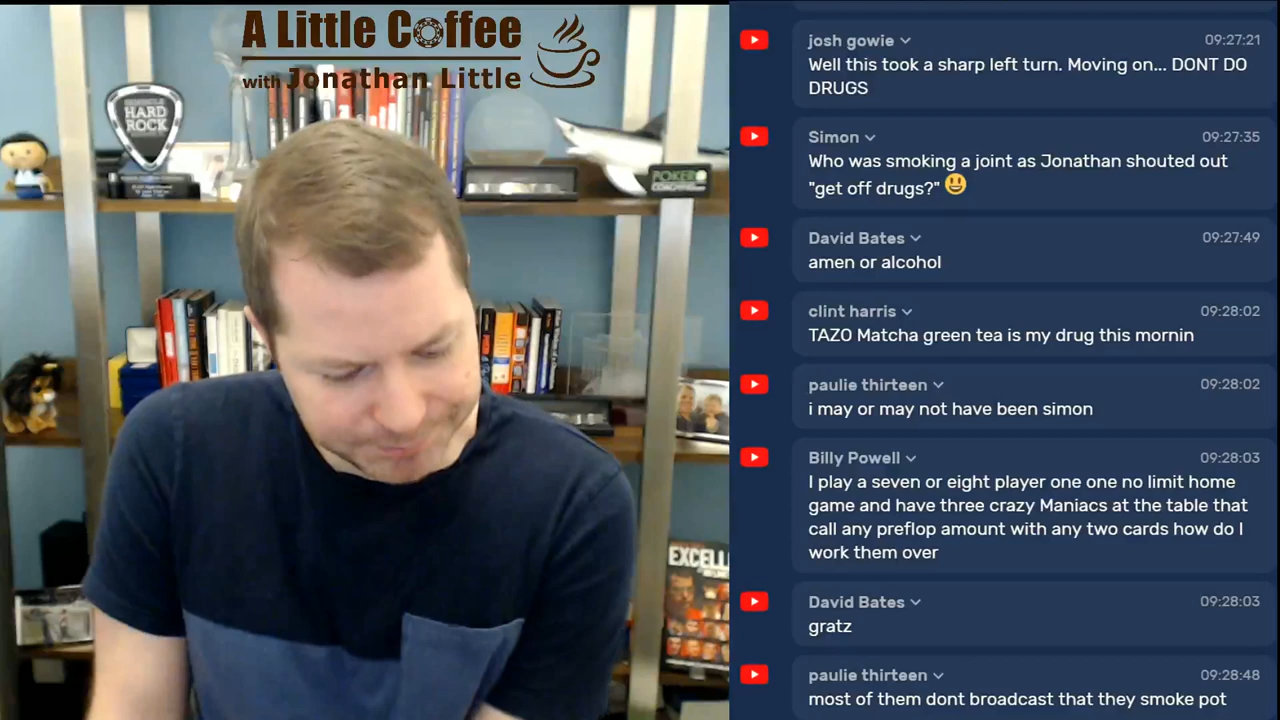 A Little Coffee
with Jonathan Little
HARD
ROCK
POKER
COACHING
EXCELL
josh gowie
09:27:21
Well this took a sharp left turn. Moving on... DONT DO
DRUGS
Simon
09:27:35
Who was smoking a joint as Jonathan shouted out
"get off drugs?" 😃
David Bates
09:27:49
amen or alcohol
clint harris
09:28:02
TAZO Matcha green tea is my drug this mornin
paulie thirteen
09:28:02
i may or may not have been simon
Billy Powell
09:28:03
I play a seven or eight player one one no limit home
game and have three crazy Maniacs at the table that
call any preflop amount with any two cards how do I
work them over
David Bates
09:28:03
gratz
paulie thirteen
09:28:48
most of them dont broadcast that they smoke pot